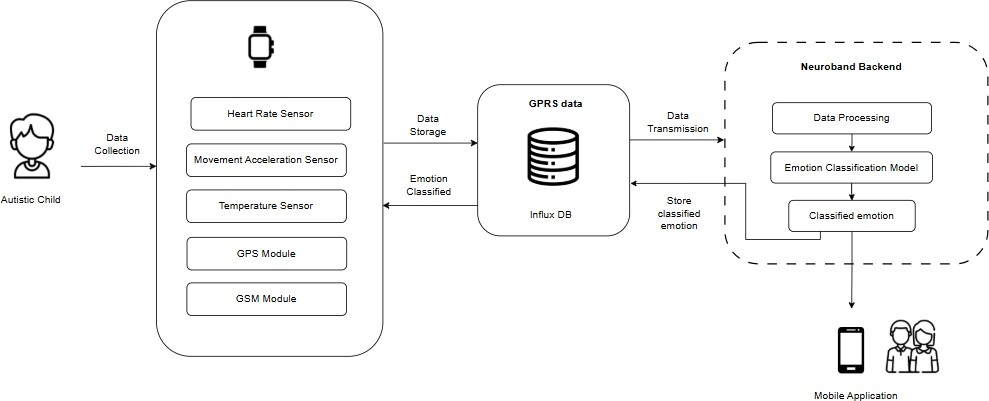 Autistic Child
Data
Collection
Heart Rate Sensor
Movement Acceleration Sensor
Temperature Sensor
GPS Module
GSM Module
Data
Storage
Emotion
Classified
GPRS data
Influx DB
Data
Transmission
Store
classified
emotion
Neuroband Backend
Data Processing
Emotion Classification Model
Classified emotion
Mobile Application